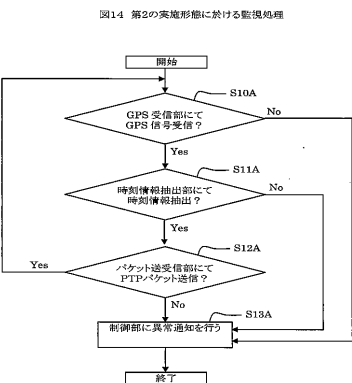 図14 第2の実施形態に於ける監視処理
開始
S10A
GPS 受信部にて
GPS 信号受信？
No
Yes
S11A
時刻情報抽出部にて
時刻情報抽出？
No
Yes
S12A
パケット送受信部にて
PTPパケット送信？
Yes
No
S13A
制御部に異常通知を行う
終了